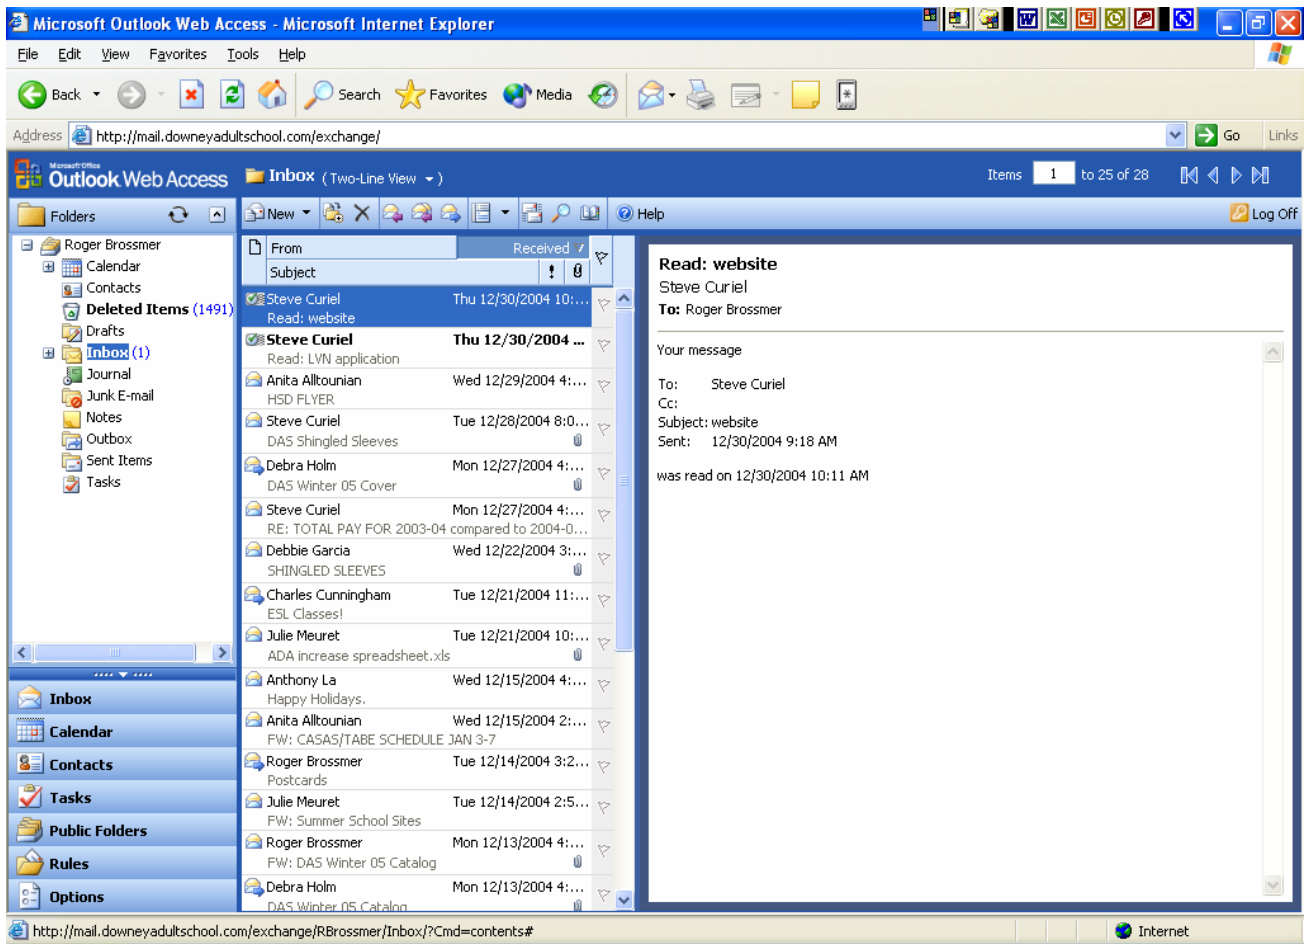 Microsoft Outlook Web Access - Microsoft Internet Explorer
File Edit View Favorites Tools Help
Back Search Favorites Media
Address http://mail.downeyadultschool.com/exchange/ Go Links
Microsoft Office
Outlook Web Access Inbox (Two-Line View) Items 1 to 25 of 28
Folders New Help Log Off
Roger Brossmer
Calendar
Contacts
Deleted Items (1491)
Drafts
Inbox (1)
Journal
Junk E-mail
Notes
Outbox
Sent Items
Tasks
Inbox
Calendar
Contacts
Tasks
Public Folders
Rules
Options
From Received
Subject
Steve Curiel Thu 12/30/2004 10:...
Read: website
Steve Curiel Thu 12/30/2004 ...
Read: LVN application
Anita Alltounian Wed 12/29/2004 4:...
HSD FLYER
Steve Curiel Tue 12/28/2004 8:0...
DAS Shingled Sleeves
Debra Holm Mon 12/27/2004 4:...
DAS Winter 05 Cover
Steve Curiel Mon 12/27/2004 4:...
RE: TOTAL PAY FOR 2003-04 compared to 2004-0...
Debbie Garcia Wed 12/22/2004 3:...
SHINGLED SLEEVES
Charles Cunningham Tue 12/21/2004 11:...
ESL Classes!
Julie Meuret Tue 12/21/2004 10:...
ADA increase spreadsheet.xls
Anthony La Wed 12/15/2004 4:...
Happy Holidays.
Anita Alltounian Wed 12/15/2004 2:...
FW: CASAS/TABE SCHEDULE JAN 3-7
Roger Brossmer Tue 12/14/2004 3:2...
Postcards
Julie Meuret Tue 12/14/2004 2:5...
FW: Summer School Sites
Roger Brossmer Mon 12/13/2004 4:...
FW: DAS Winter 05 Catalog
Debra Holm Mon 12/13/2004 4:...
DAS Winter 05 Catalog
Read: website
Steve Curiel
To: Roger Brossmer
Your message
To: Steve Curiel
Cc:
Subject: website
Sent: 12/30/2004 9:18 AM
was read on 12/30/2004 10:11 AM
http://mail.downeyadultschool.com/exchange/RBrossmer/Inbox/?Cmd=contents# Internet